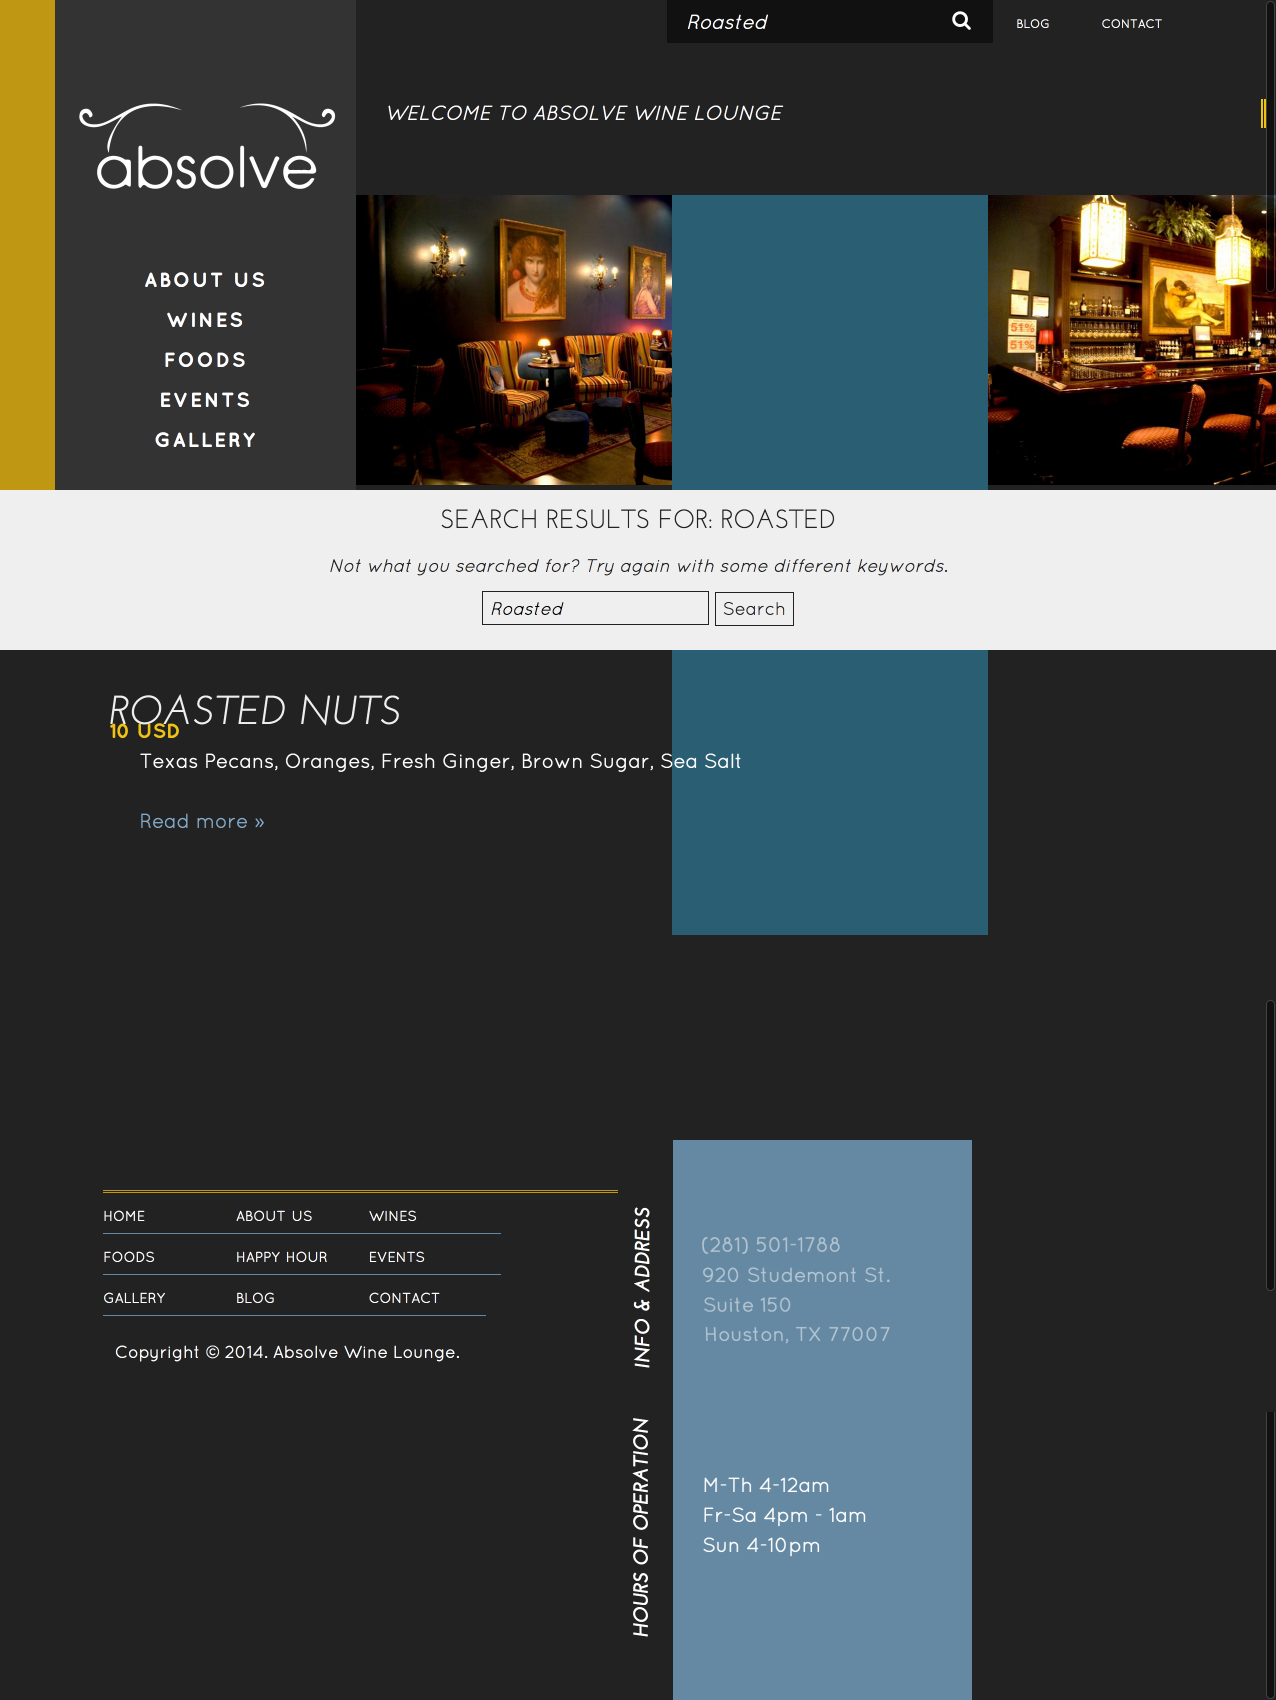 Roasted
BLOG
CONTACT
absolve
WELCOME TO ABSOLVE WINE LOUNGE
ABOUT US
WINES
FOODS
EVENTS
GALLERY
51%
51%
SEARCH RESULTS FOR: ROASTED
Not what you searched for? Try again with some different keywords.
Roasted
Search
ROASTED NUTS
10 USD
Texas Pecans, Oranges, Fresh Ginger, Brown Sugar, Sea Salt
Read more »
HOME ABOUT US WINES
FOODS HAPPY HOUR EVENTS
GALLERY BLOG CONTACT
Copyright © 2014. Absolve Wine Lounge.
INFO & ADDRESS
(281) 501-1788
920 Studemont St.
Suite 150
Houston, TX 77007
HOURS OF OPERATION
M-Th 4-12am
Fr-Sa 4pm - 1am
Sun 4-10pm